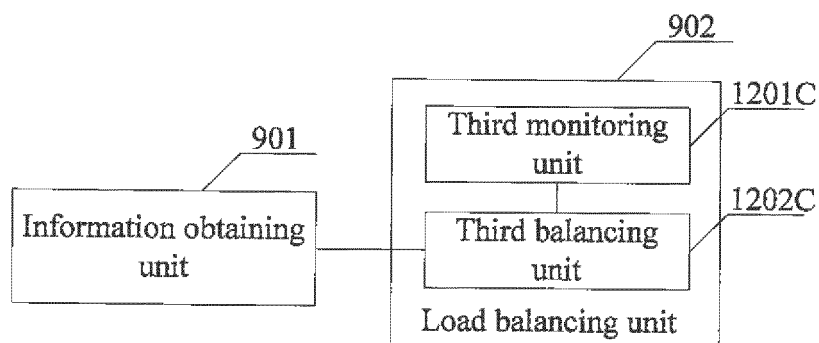 902
1201C
Third monitoring
unit
901
1202C
Information obtaining
unit
Third balancing
unit
Load balancing unit